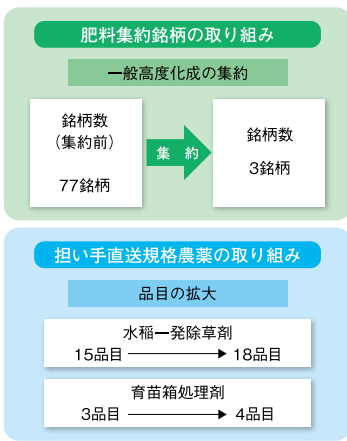 肥料集約銘柄の取り組み
一般高度化成の集約
銘柄数
（集約前）
77銘柄
集 約
銘柄数
3銘柄
担い手直送規格農薬の取り組み
品目の拡大
水稲一発除草剤
15品目 18品目
育苗箱処理剤
3品目 4品目